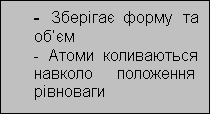 - Зберігає форму та
об’єм
- Атоми коливаються
навколо положення
рівноваги